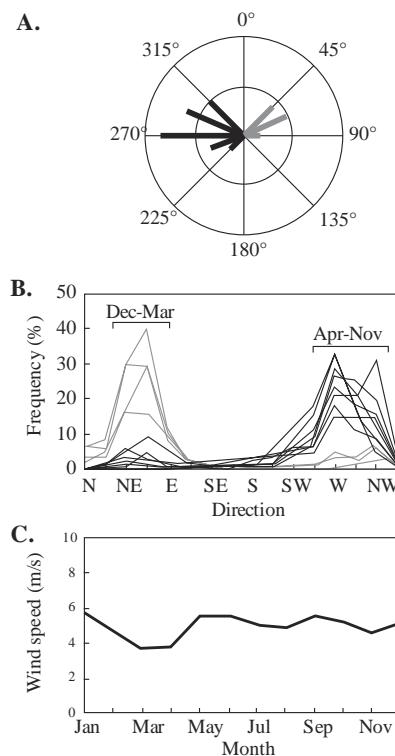 A.
0°
315°
45°
270°
90°
225°
135°
180°
B.
50
40
30
20
10
0
Frequency (%)
Dec-Mar
Apr-Nov
N NE E SE S SW W NW
Direction
C.
10
8
6
4
2
0
Wind speed (m/s)
Jan Mar May Jul Sep Nov
Month